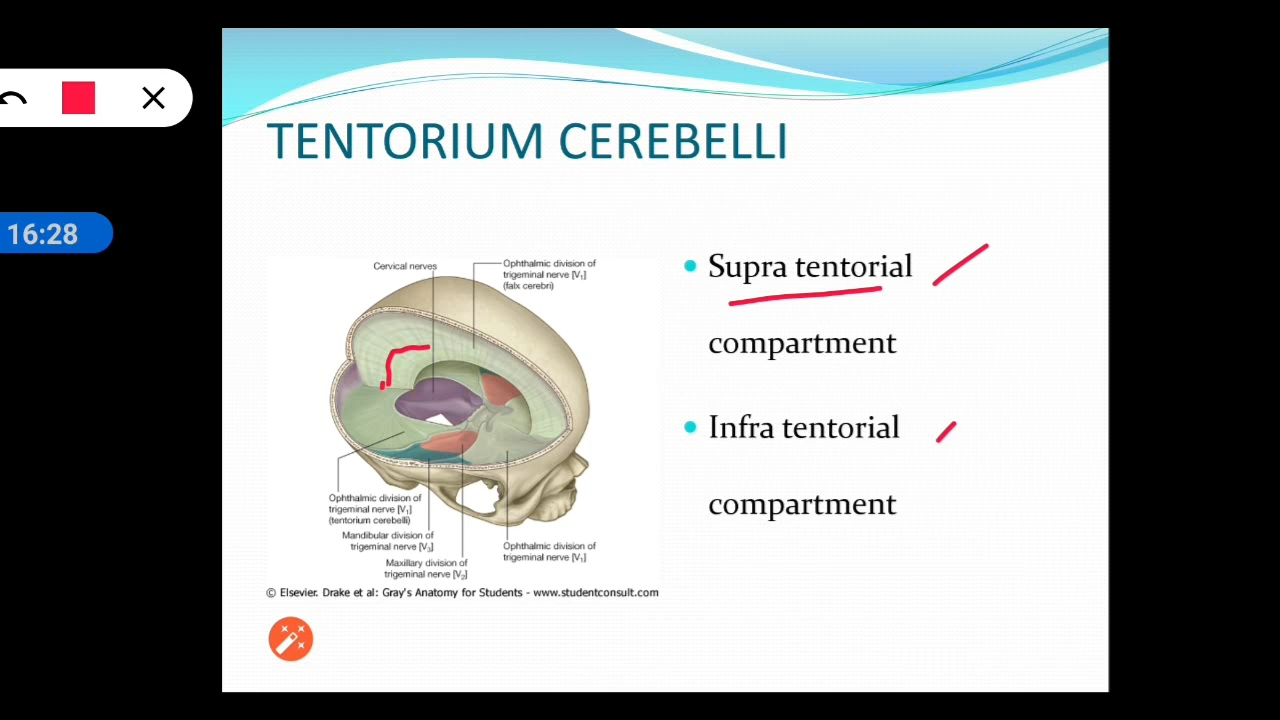 16:28
TENTORIUM CEREBELLI
Cervical nerves
Ophthalmic division of
trigeminal nerve [V₁]
(falx cerebri)
Ophthalmic division of
trigeminal nerve [V₁]
(tentorium cerebelli)
Mandibular division of
trigeminal nerve [V₃]
Maxillary division of
trigeminal nerve [V₂]
Ophthalmic division of
trigeminal nerve [V₁]
© Elsevier. Drake et al: Gray's Anatomy for Students - www.studentconsult.com
Supra tentorial
compartment
Infra tentorial
compartment